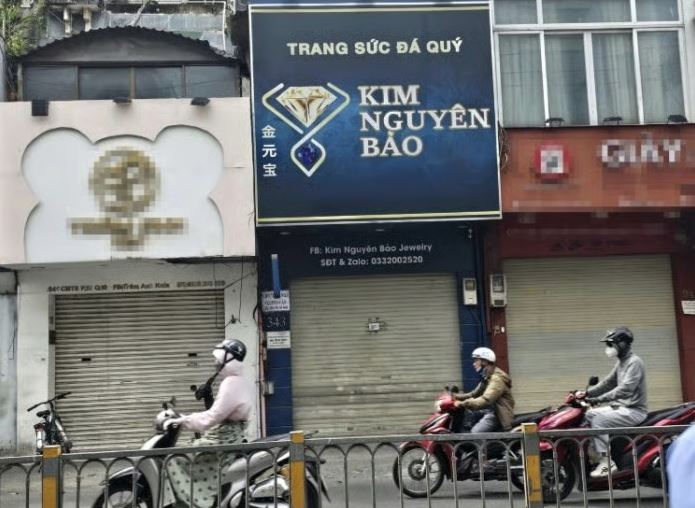 TRANG SỨC ĐÁ QUÝ
KIM
NGUYÊN
BẢO
金元宝
GIÀY
FB: Kim Nguyên Bảo Jewelry
SĐT & Zalo: 0332002520
343